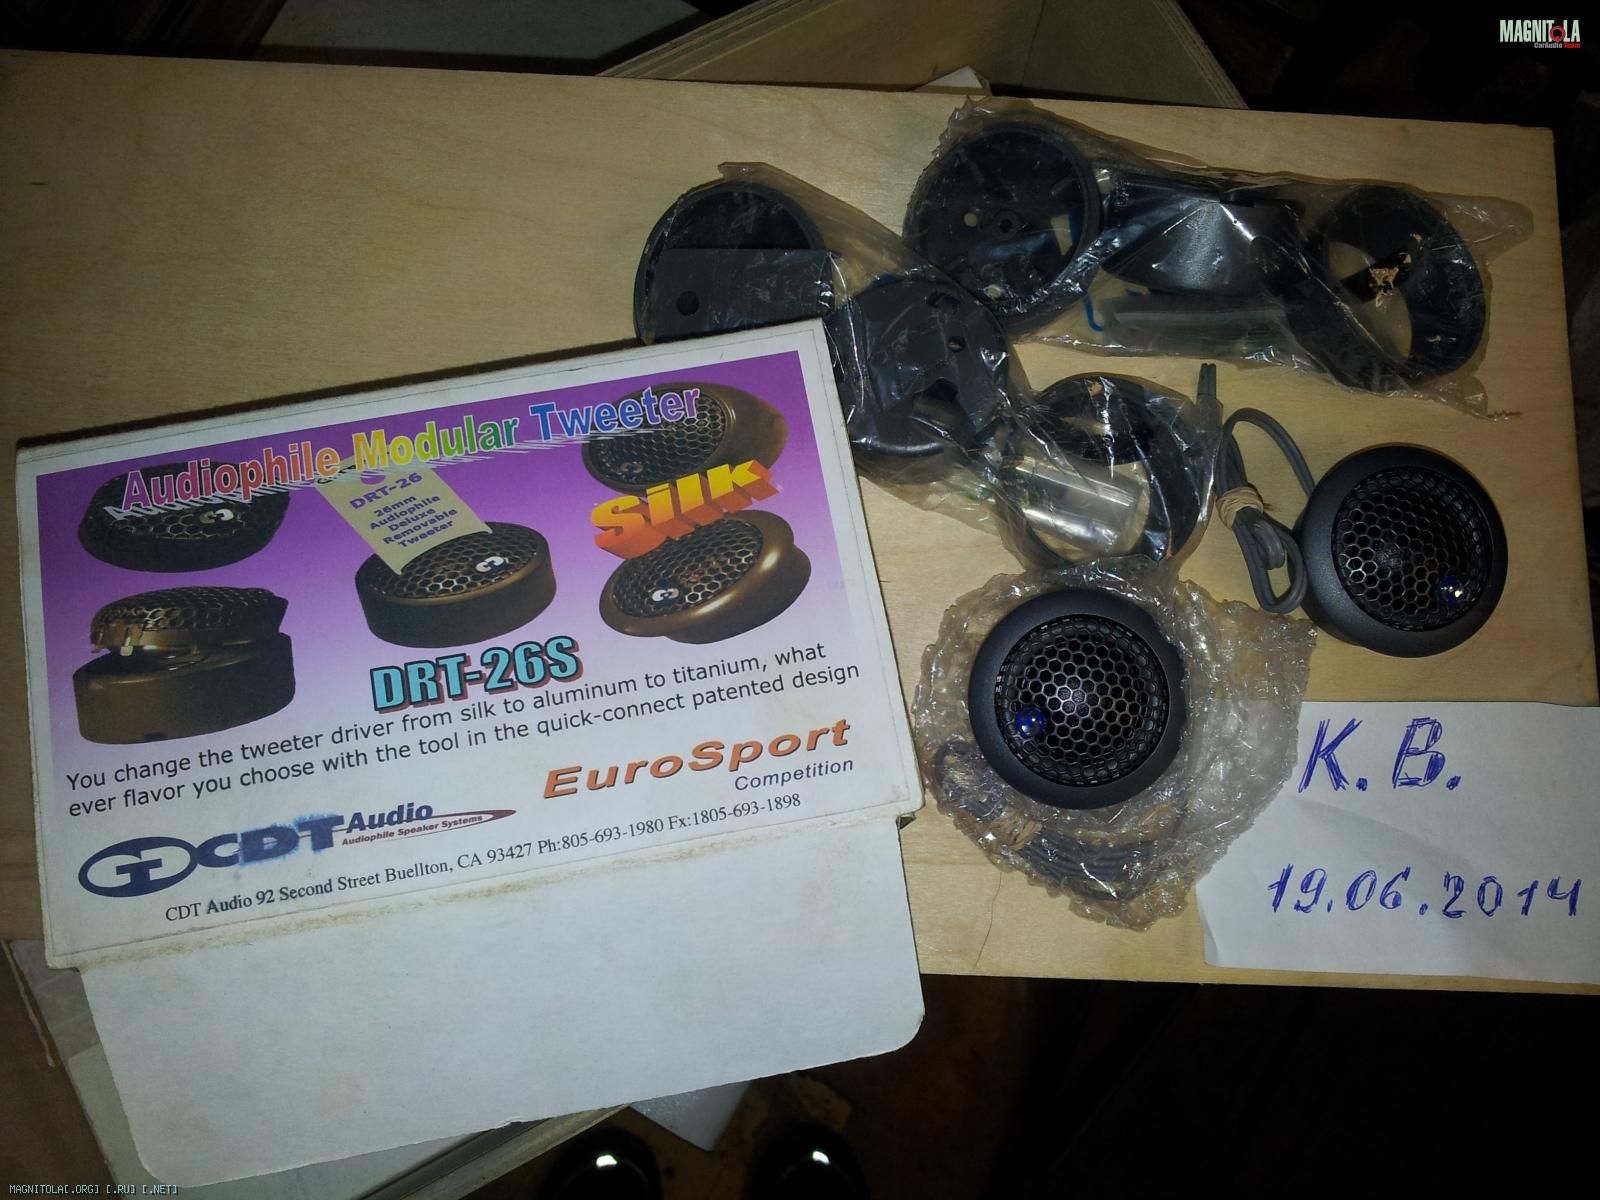 MAGNITOLA
CarAudio Team
Audiophile Modular Tweeter
DRT-26
26mm
Audiophile
Deluxe
Removable
Tweeter
Silk
DRT-26S
You change the tweeter driver from silk to aluminum to titanium, what
ever flavor you choose with the tool in the quick-connect patented design
EuroSport
Competition
CDT Audio
Audiophile Speaker Systems
CDT Audio 92 Second Street Buellton, CA 93427 Ph:805-693-1980 Fx:1805-693-1898
K.B.
19.06.2014
MAGNITOLA[.ORG] [.RU] [.NET]